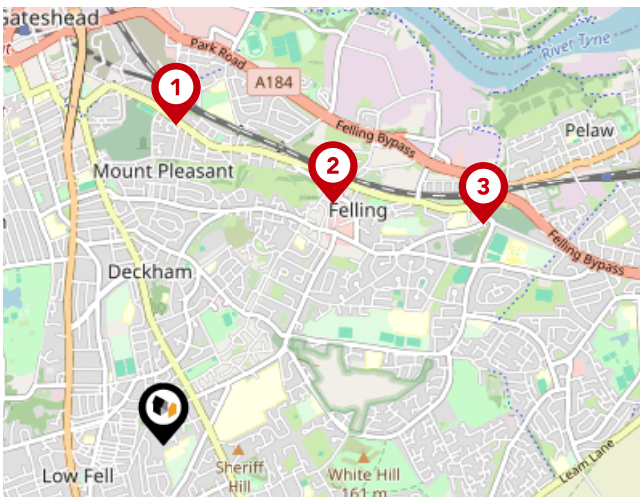 Gateshead
Park Road
River Tyne
A184
1
Felling Bypass
Pelaw
Mount Pleasant
2
3
Felling
Felling Bypass
Deckham
Low Fell
Sheriff
Hill
White Hill
161 m
Leam Lane